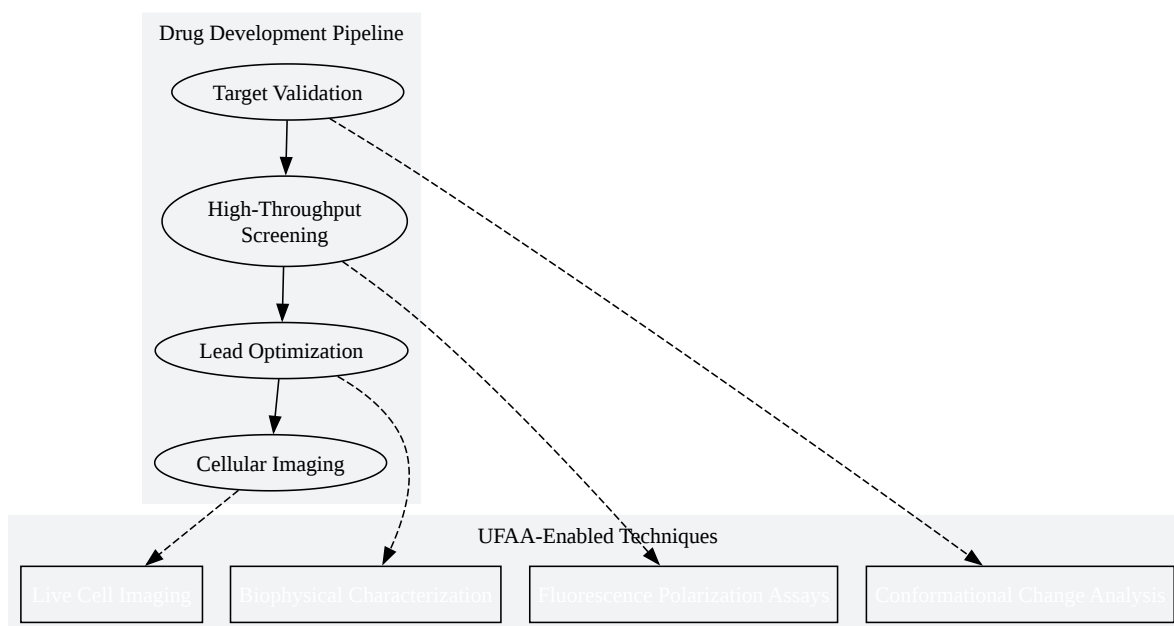 Drug Development Pipeline
Target Validation
High-Throughput
Screening
Lead Optimization
Cellular Imaging
UFAA-Enabled Techniques
Live Cell Imaging
Biophysical Characterization
Fluorescence Polarization Assays
Conformational Change Analysis